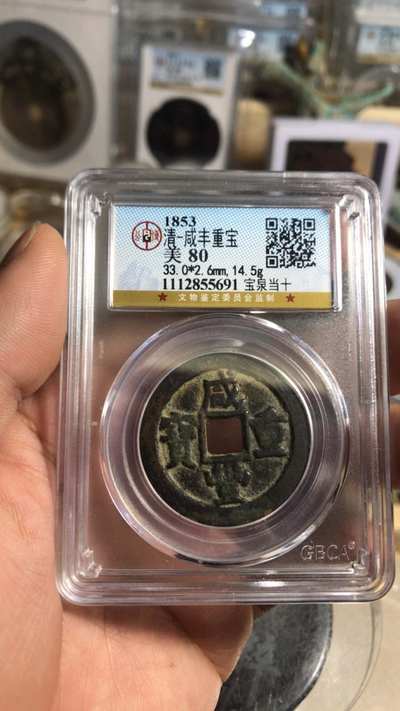 1853
清-咸丰重宝
美 80
33.0*2.6mm,14.5g
1112855691 宝泉当十
★ 文物鉴定委员会监制 ★
咸
寶 重
豐
GBCA